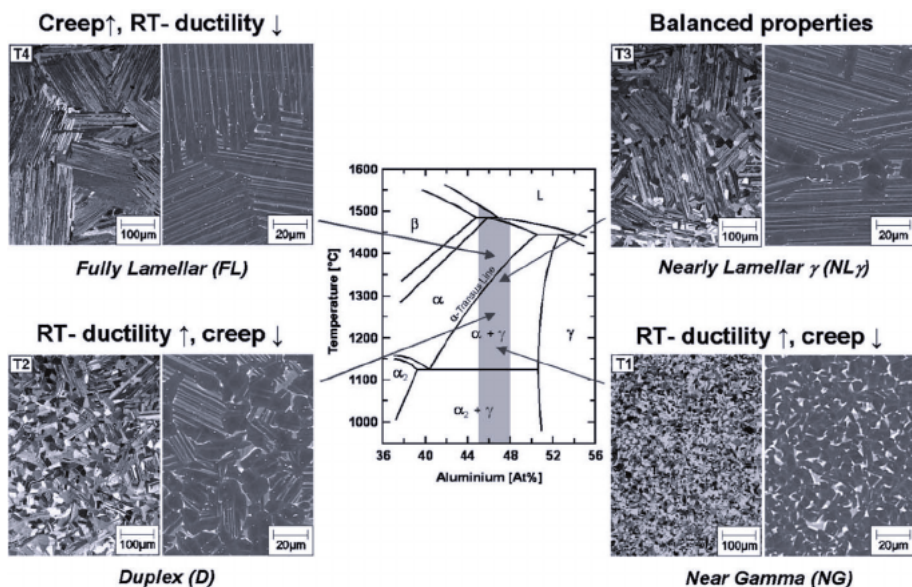 Creep↑, RT- ductility ↓
T4
100µm
20µm
Fully Lamellar (FL)
Balanced properties
T3
100µm
20µm
Nearly Lamellar γ (NLγ)
Temperature [°C]
1600
1500
1400
1300
1200
1100
1000
L
β
α
α-Transus Line
α + γ
γ
α₂
α₂ + γ
36
40
44
48
52
56
Aluminium [At%]
RT- ductility ↑, creep ↓
T2
100µm
20µm
Duplex (D)
RT- ductility ↑, creep ↓
T1
100µm
20µm
Near Gamma (NG)